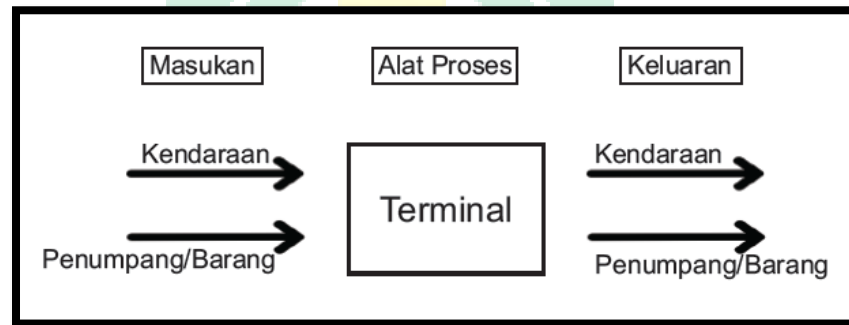 Masukan Alat Proses Keluaran
Kendaraan Kendaraan
Terminal
Penumpang/Barang Penumpang/Barang